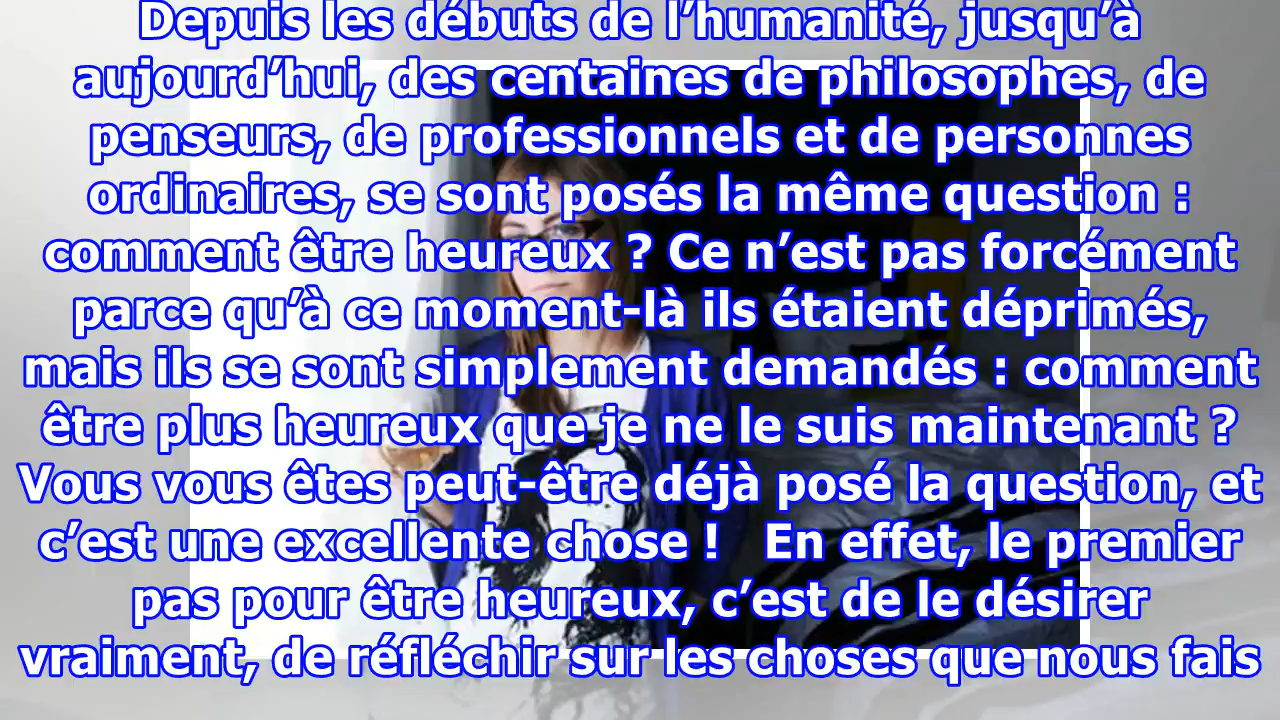 Depuis les débuts de l’humanité, jusqu’à
aujourd’hui, des centaines de philosophes, de
penseurs, de professionnels et de personnes
ordinaires, se sont posés la même question :
comment être heureux ? Ce n’est pas forcément
parce qu’à ce moment-là ils étaient déprimés,
mais ils se sont simplement demandés : comment
être plus heureux que je ne le suis maintenant ?
Vous vous êtes peut-être déjà posé la question, et
c’est une excellente chose !   En effet, le premier
pas pour être heureux, c’est de le désirer
vraiment, de réfléchir sur les choses que nous fais